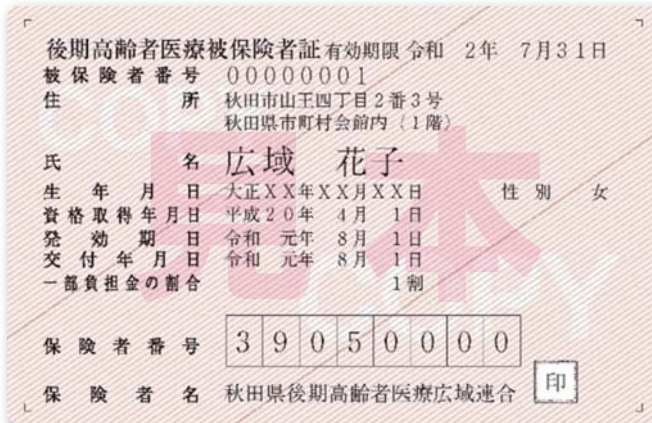 後期高齢者医療被保険者証 有効期限 令和 2年 7月31日
被保険者番号 00000001
住所 秋田市山王四丁目2番3号
秋田県市町村会館内(1階)
氏名 広域 花子
生年月日 大正XX年XX月XX日 性別 女
資格取得年月日 平成20年 4月 1日
発効期日 令和 元年 8月 1日
交付年月日 令和 元年 8月 1日
一部負担金の割合 1割
保険者番号 39050000
保険者名 秋田県後期高齢者医療広域連合 印
見本
COPY